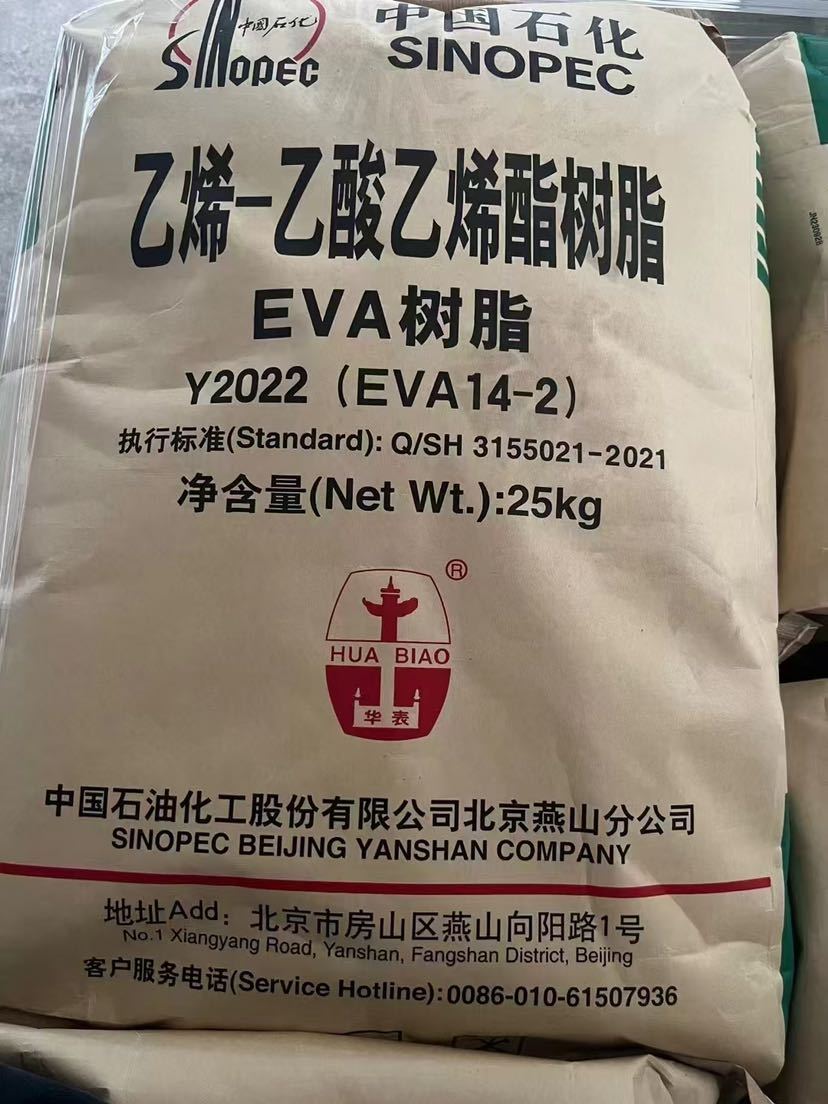 中国石化
SINOPEC
中国石化
SINOPEC
乙烯-乙酸乙烯酯树脂
EVA树脂
Y2022（EVA14-2）
执行标准(Standard): Q/SH 3155021-2021
净含量(Net Wt.):25kg
®
HUA BIAO
华表
中国石油化工股份有限公司北京燕山分公司
SINOPEC BEIJING YANSHAN COMPANY
地址Add：北京市房山区燕山向阳路1号
No.1 Xiangyang Road, Yanshan, Fangshan District, Beijing
客户服务电话(Service Hotline):0086-010-61507936